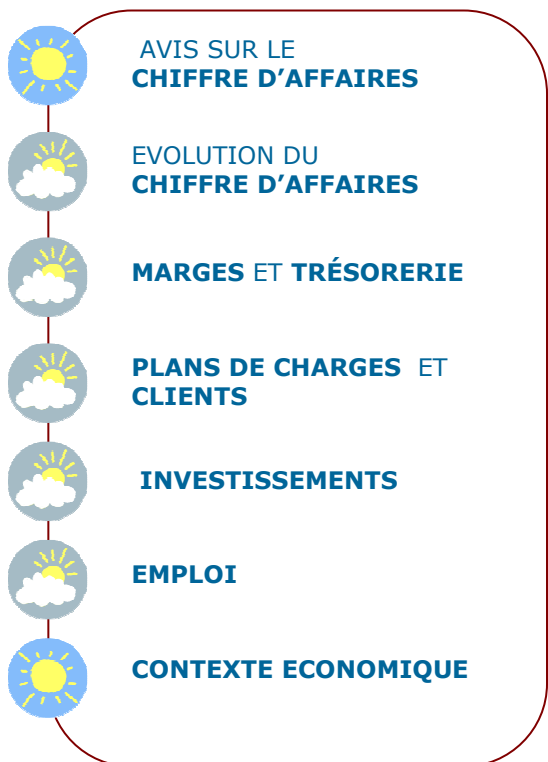 AVIS SUR LE
CHIFFRE D’AFFAIRES
EVOLUTION DU
CHIFFRE D’AFFAIRES
MARGES ET TRÉSORERIE
PLANS DE CHARGES ET
CLIENTS
INVESTISSEMENTS
EMPLOI
CONTEXTE ECONOMIQUE